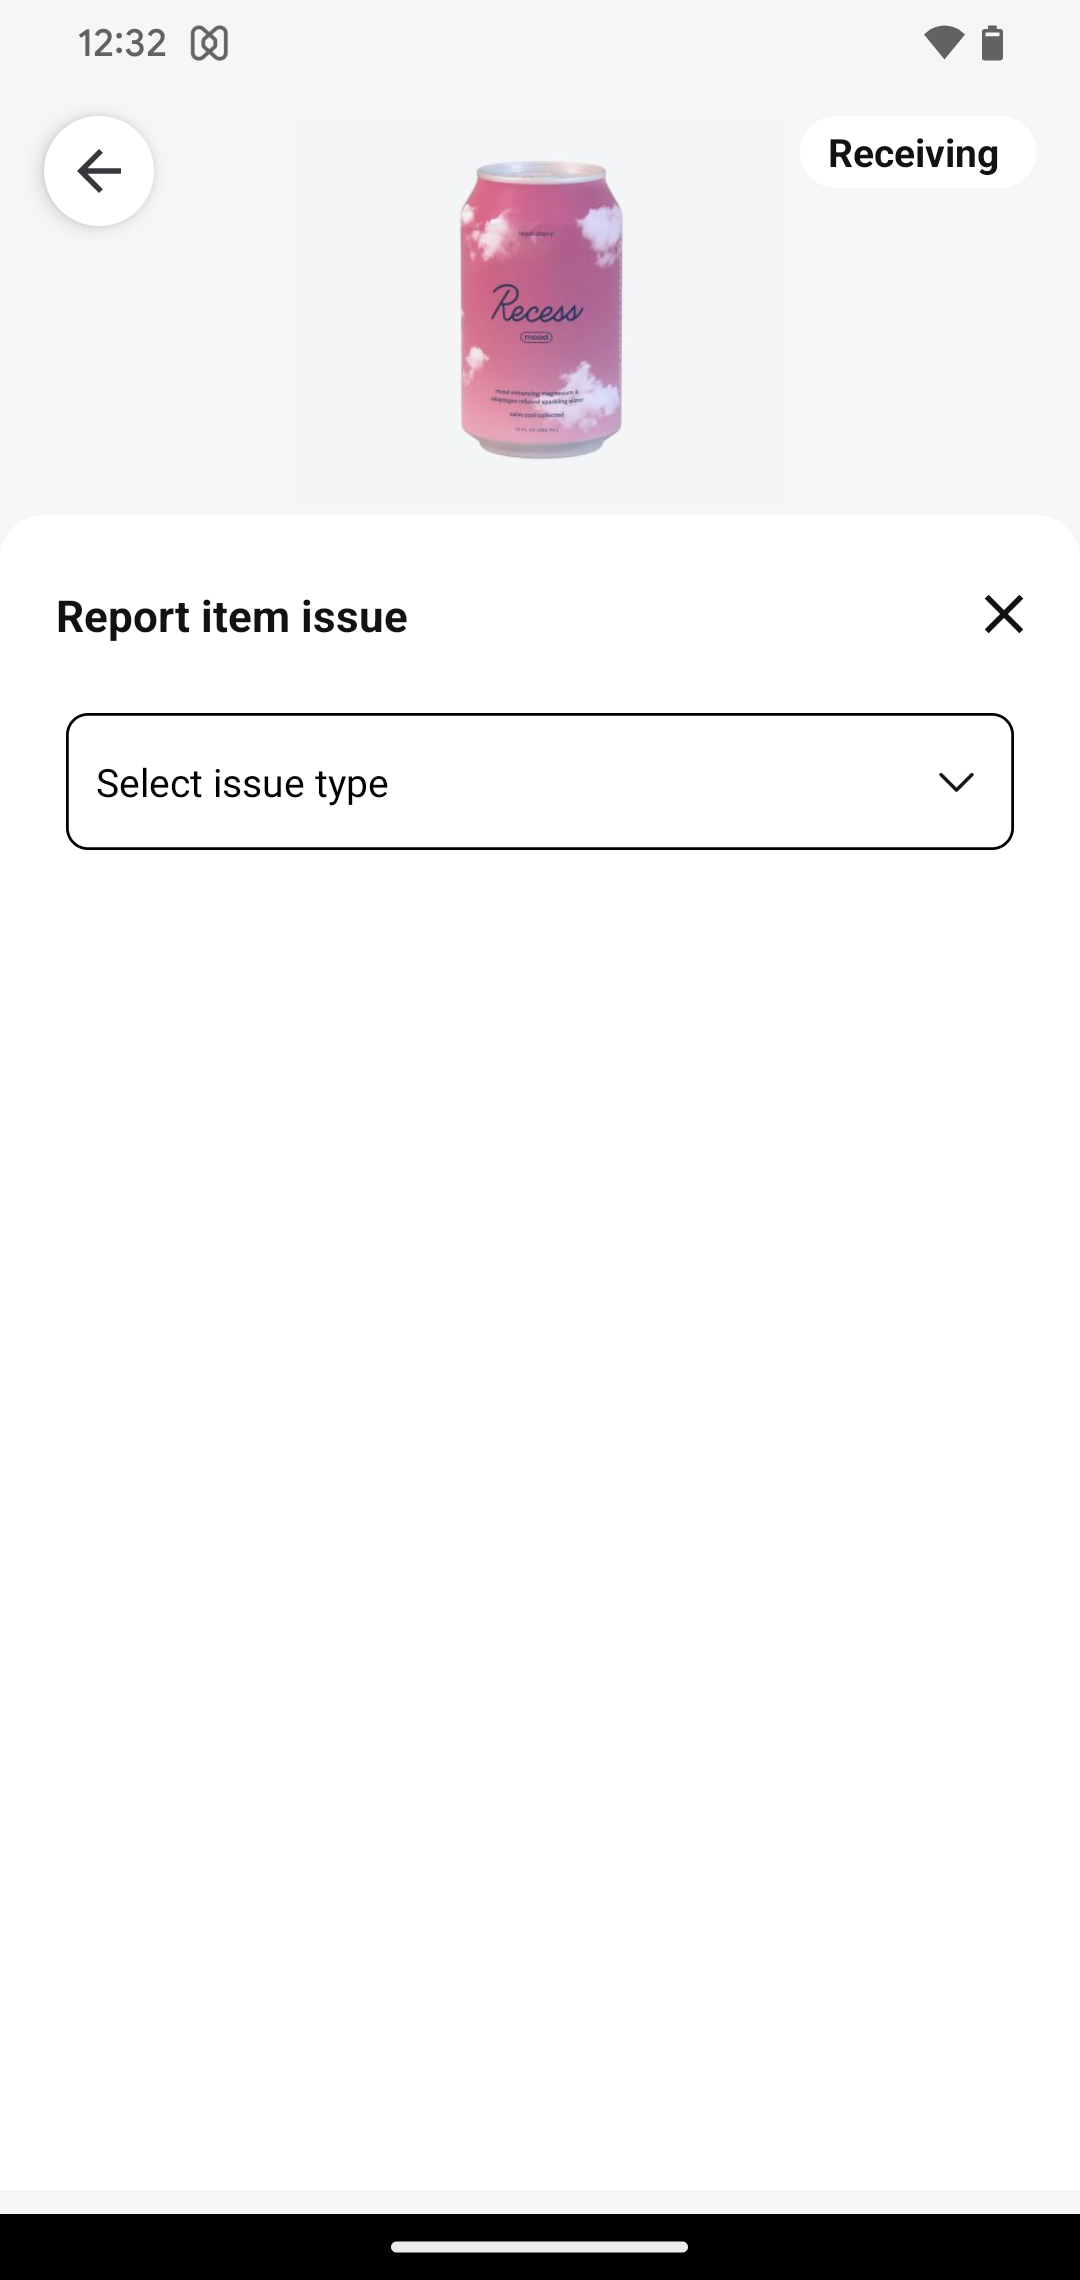 12:32
Receiving
black cherry
Recess
mood
mood enhancing magnesium &
adaptogen infused sparkling water
calm cool collected
Report item issue
Select issue type